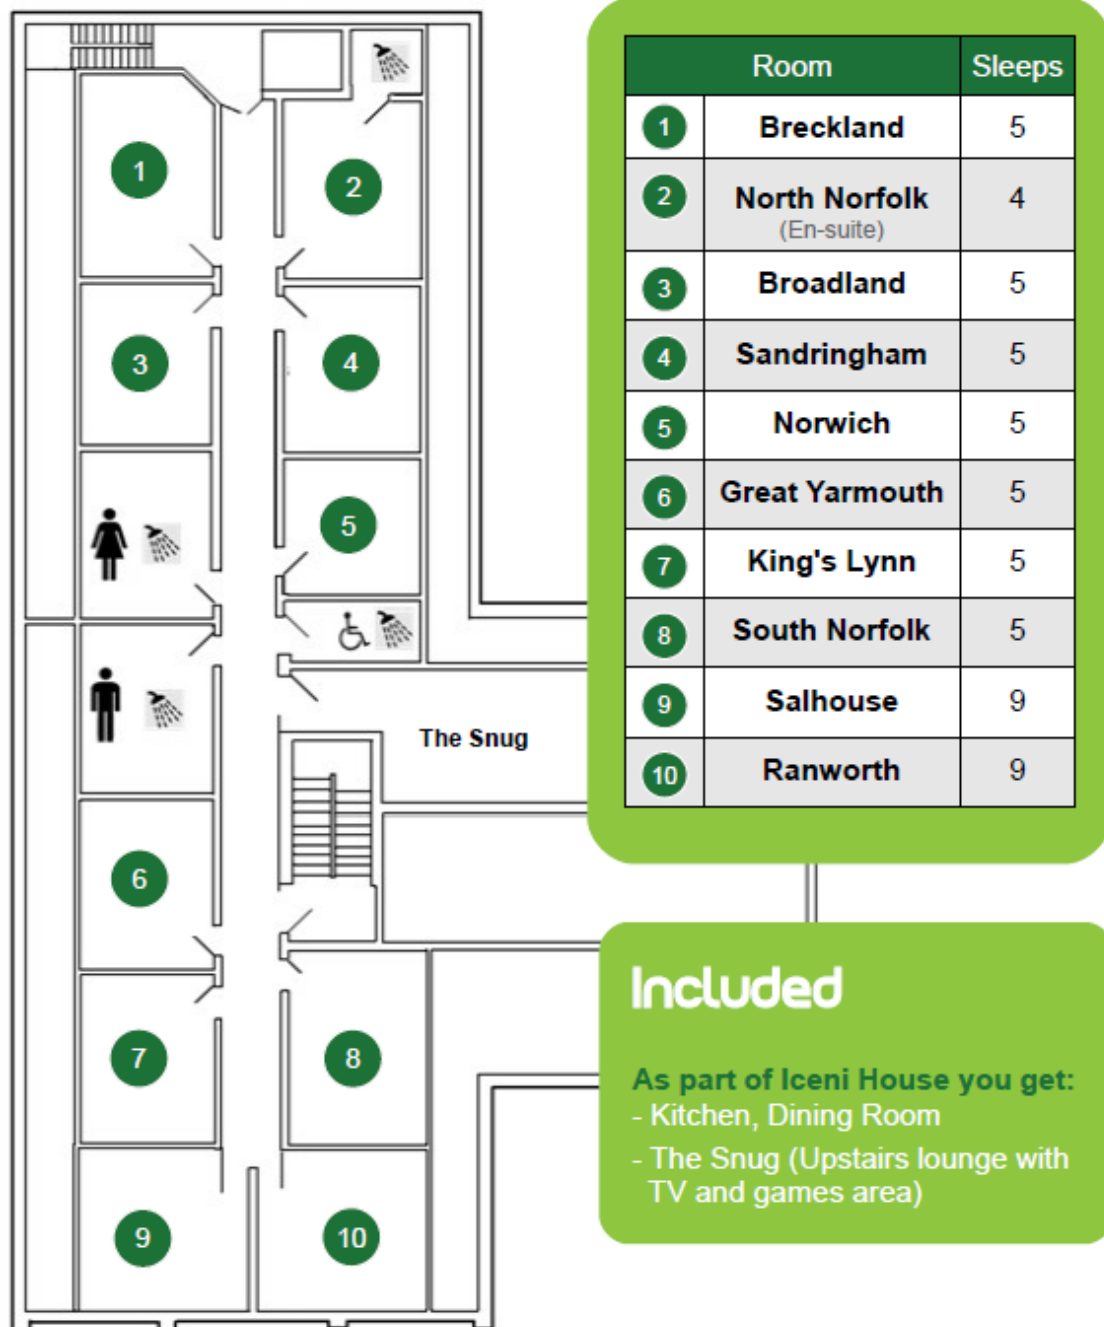 1
2
3
4
5
The Snug
6
7
8
9
10
Room Sleeps
1 Breckland 5
2 North Norfolk 4
(En-suite)
3 Broadland 5
4 Sandringham 5
5 Norwich 5
6 Great Yarmouth 5
7 King's Lynn 5
8 South Norfolk 5
9 Salhouse 9
10 Ranworth 9
Included
As part of Iceni House you get:
- Kitchen, Dining Room
- The Snug (Upstairs lounge with
TV and games area)